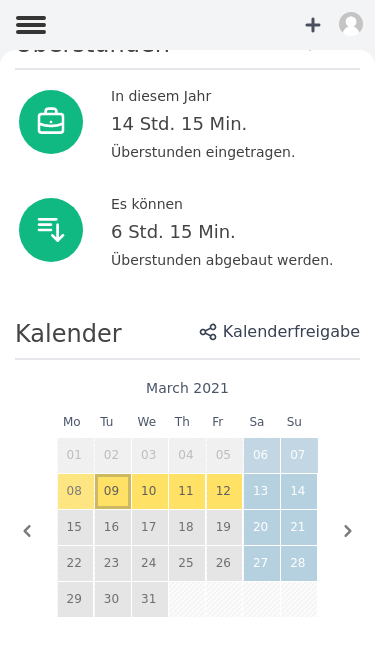 Überstunden
In diesem Jahr
14 Std. 15 Min.
Überstunden eingetragen.
Es können
6 Std. 15 Min.
Überstunden abgebaut werden.
Kalender
Kalenderfreigabe
March 2021
Mo Tu We Th Fr Sa Su
01 02 03 04 05 06 07
08 09 10 11 12 13 14
15 16 17 18 19 20 21
22 23 24 25 26 27 28
29 30 31